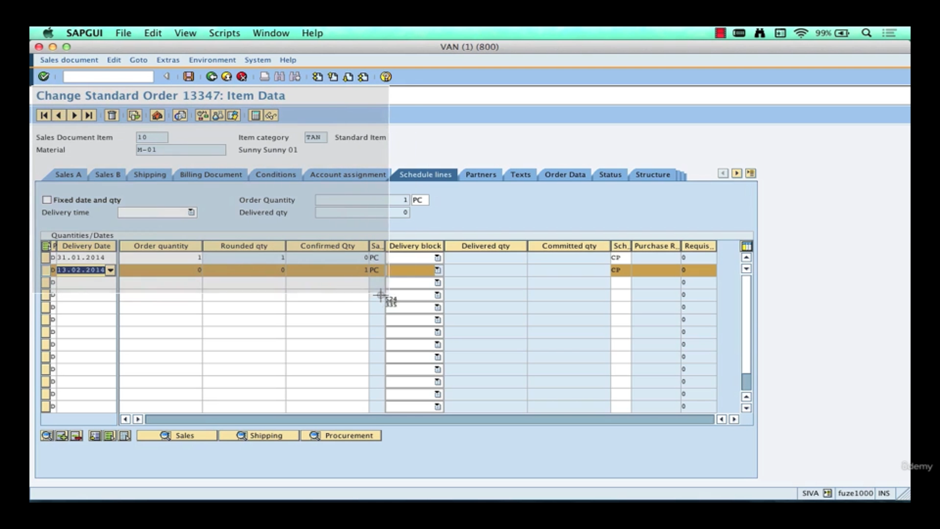 SAPGUI File Edit View Scripts Window Help 99%
VAN (1) (800)
Sales document Edit Goto Extras Environment System Help
Change Standard Order 13347: Item Data
Sales Document Item 10 Item category TAN Standard Item
Material M-01 Sunny Sunny 01
Sales A Sales B Shipping Billing Document Conditions Account assignment Schedule lines Partners Texts Order Data Status Structure
Fixed date and qty Order Quantity 1 PC
Delivery time Delivered qty 0
Quantities/Dates
P Delivery Date Order quantity Rounded qty Confirmed Qty Sa... Delivery block Delivered qty Committed qty Sch.. Purchase R... Requis...
D 31.01.2014 1 1 0 PC CP 0
D 13.02.2014 0 0 1 PC CP 0
D 0
D 0
D 0
D 0
D 0
D 0
D 0
D 0
D 0
D 0
D 0
Sales Shipping Procurement
SIVA fuze1000 INS